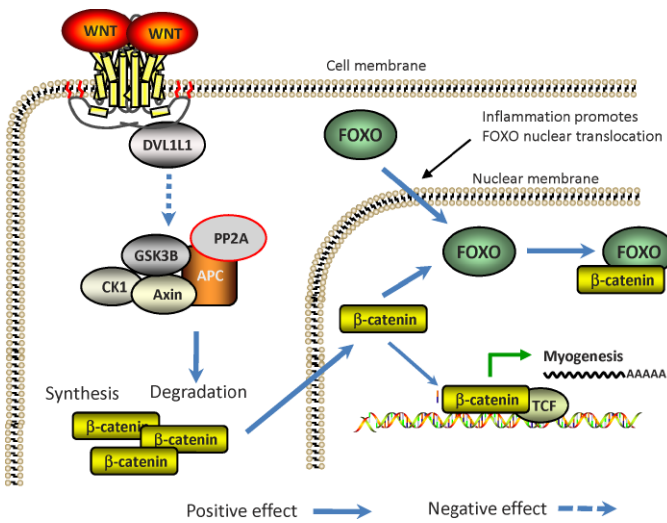 WNT WNT
Cell membrane
DVL1L1
FOXO
Inflammation promotes
FOXO nuclear translocation
Nuclear membrane
PP2A
GSK3B
APC
CK1
Axin
FOXO
FOXO
β-catenin
β-catenin
Myogenesis
AAAAA
β-catenin
TCF
Synthesis
Degradation
β-catenin
β-catenin
β-catenin
Positive effect
Negative effect